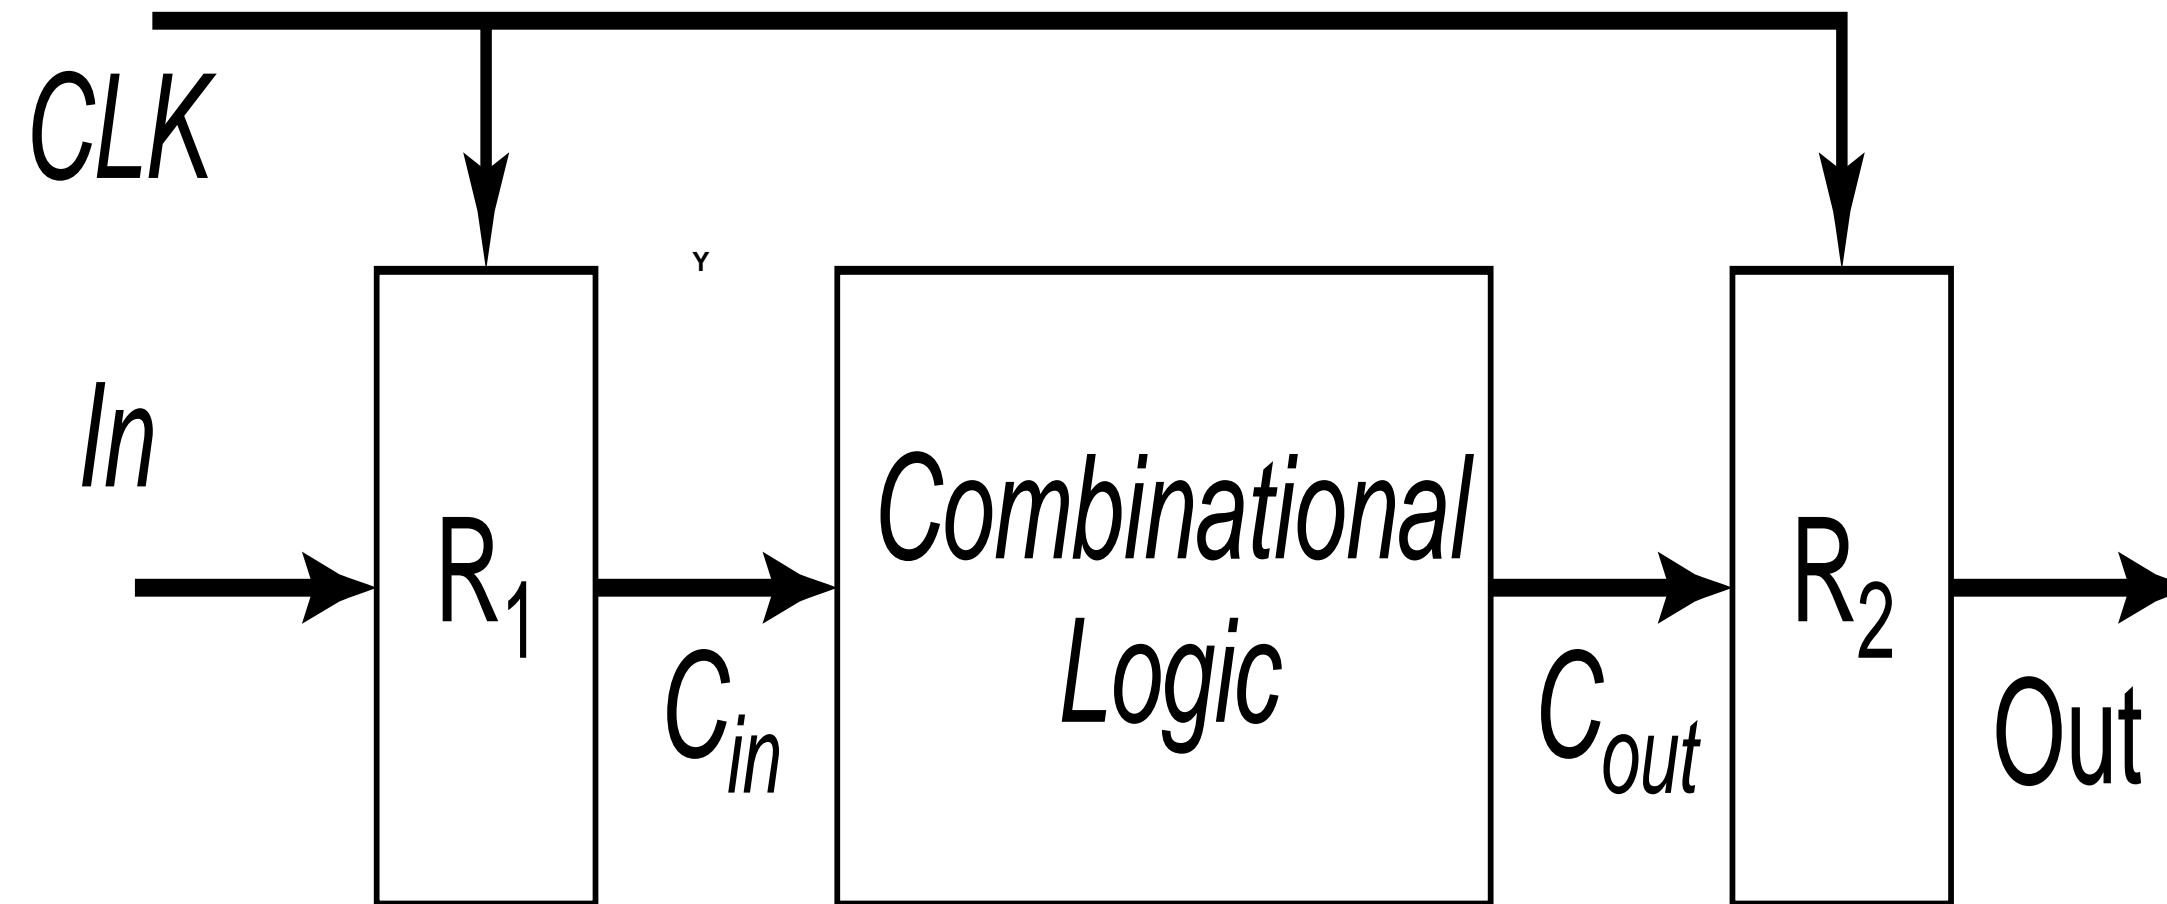 CLK
Y
In
R1
Combinational
Logic
R2
Cin
Cout
Out